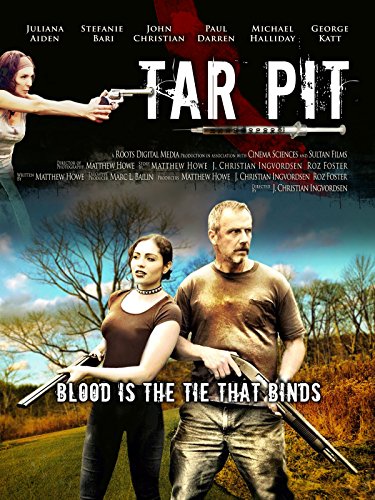 JULIANA AIDEN
STEFANIE BARI
JOHN CHRISTIAN
PAUL DARREN
MICHAEL HALLIDAY
GEORGE KATT
TAR PIT
A ROOTS DIGITAL MEDIA PRODUCTION IN ASSOCIATION WITH CINEMA SCIENCES AND SULTAN FILMS
DIRECTOR OF PHOTOGRAPHY MATTHEW HOWE STORY MATTHEW HOWE J. CHRISTIAN INGVORDSEN ROZ FOSTER
WRITTEN BY MATTHEW HOWE PRODUCER MARC L. BAILIN PRODUCERS MATTHEW HOWE J. CHRISTIAN INGVORDSEN ROZ FOSTER
DIRECTED BY J. CHRISTIAN INGVORDSEN
BLOOD IS THE TIE THAT BINDS